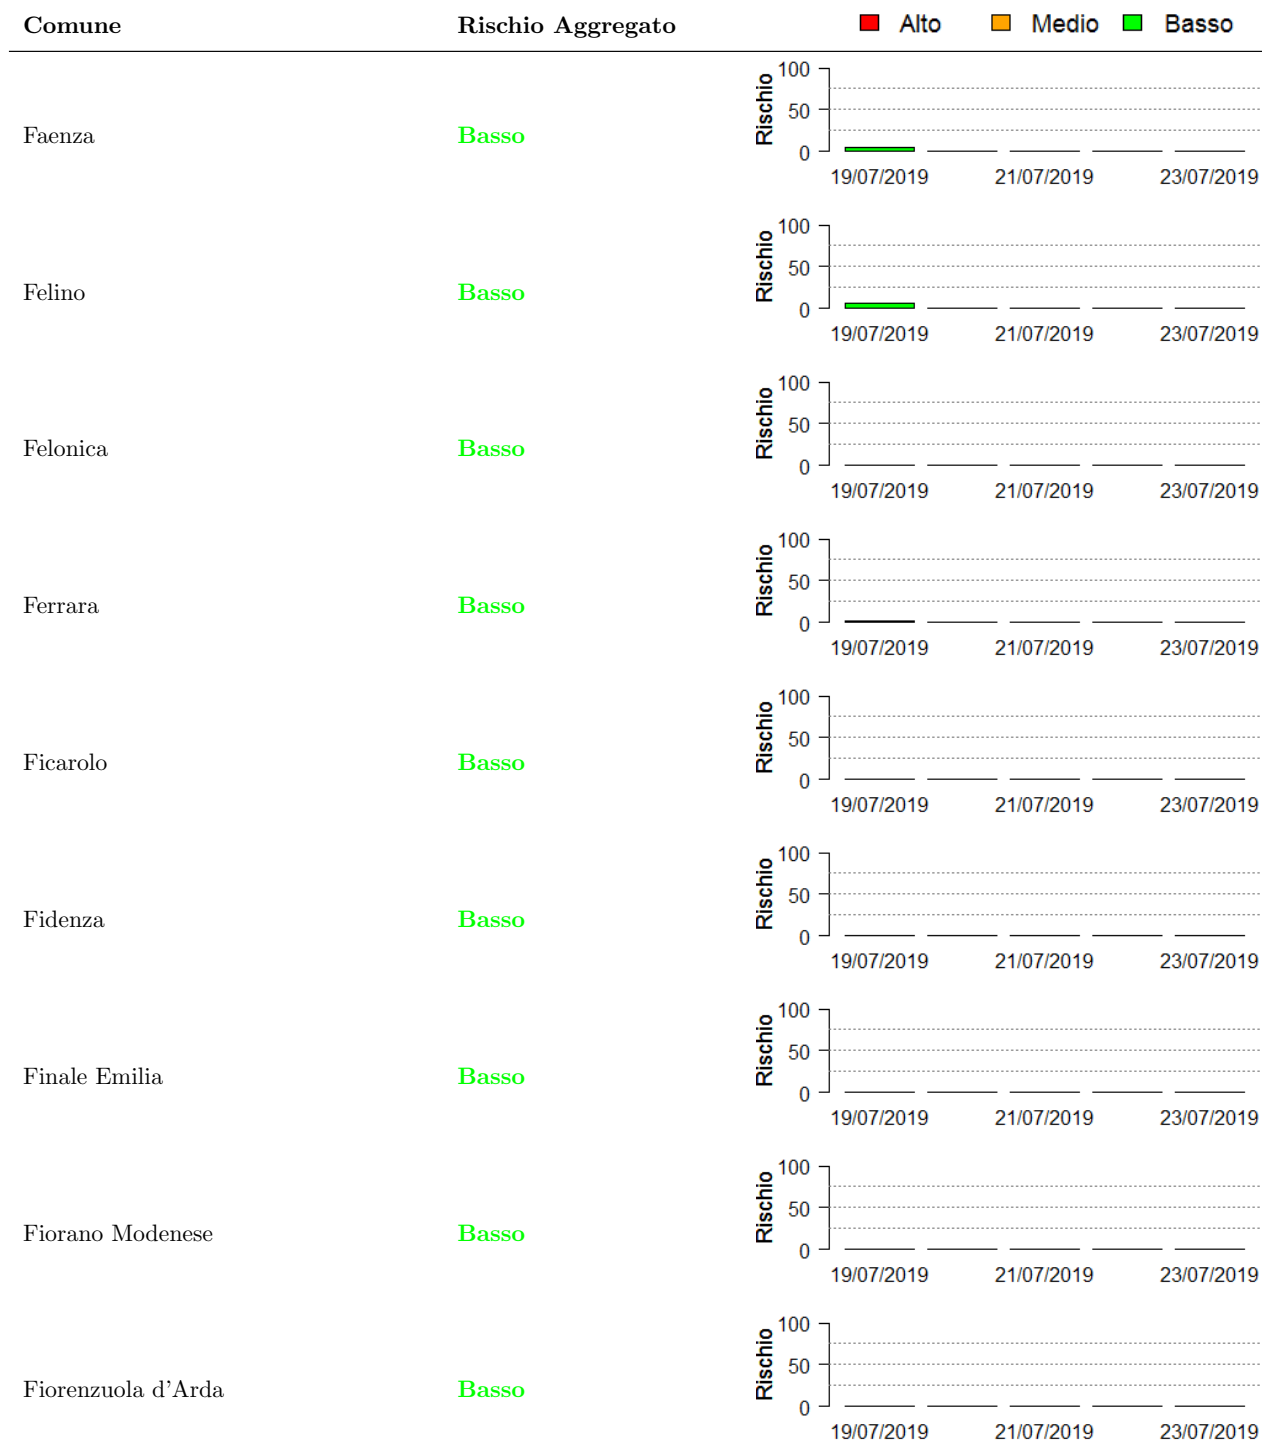 Comune Rischio Aggregato Alto Medio Basso
Faenza Basso Rischio 100 50 0
19/07/2019 21/07/2019 23/07/2019
Felino Basso Rischio 100 50 0
19/07/2019 21/07/2019 23/07/2019
Felonica Basso Rischio 100 50 0
19/07/2019 21/07/2019 23/07/2019
Ferrara Basso Rischio 100 50 0
19/07/2019 21/07/2019 23/07/2019
Ficarolo Basso Rischio 100 50 0
19/07/2019 21/07/2019 23/07/2019
Fidenza Basso Rischio 100 50 0
19/07/2019 21/07/2019 23/07/2019
Finale Emilia Basso Rischio 100 50 0
19/07/2019 21/07/2019 23/07/2019
Fiorano Modenese Basso Rischio 100 50 0
19/07/2019 21/07/2019 23/07/2019
Fiorenzuola d'Arda Basso Rischio 100 50 0
19/07/2019 21/07/2019 23/07/2019